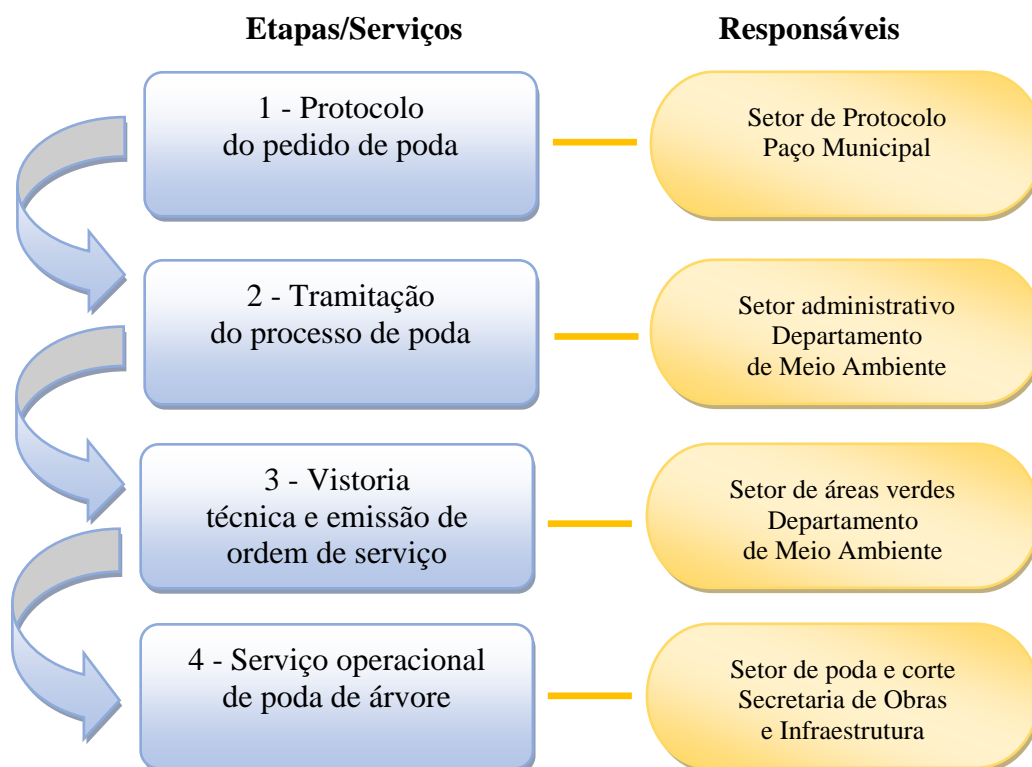 Etapas/Serviços
Responsáveis
1 - Protocolo
do pedido de poda
Setor de Protocolo
Paço Municipal
2 - Tramitação
do processo de poda
Setor administrativo
Departamento
de Meio Ambiente
3 - Vistoria
técnica e emissão de
ordem de serviço
Setor de áreas verdes
Departamento
de Meio Ambiente
4 - Serviço operacional
de poda de árvore
Setor de poda e corte
Secretaria de Obras
e Infraestrutura